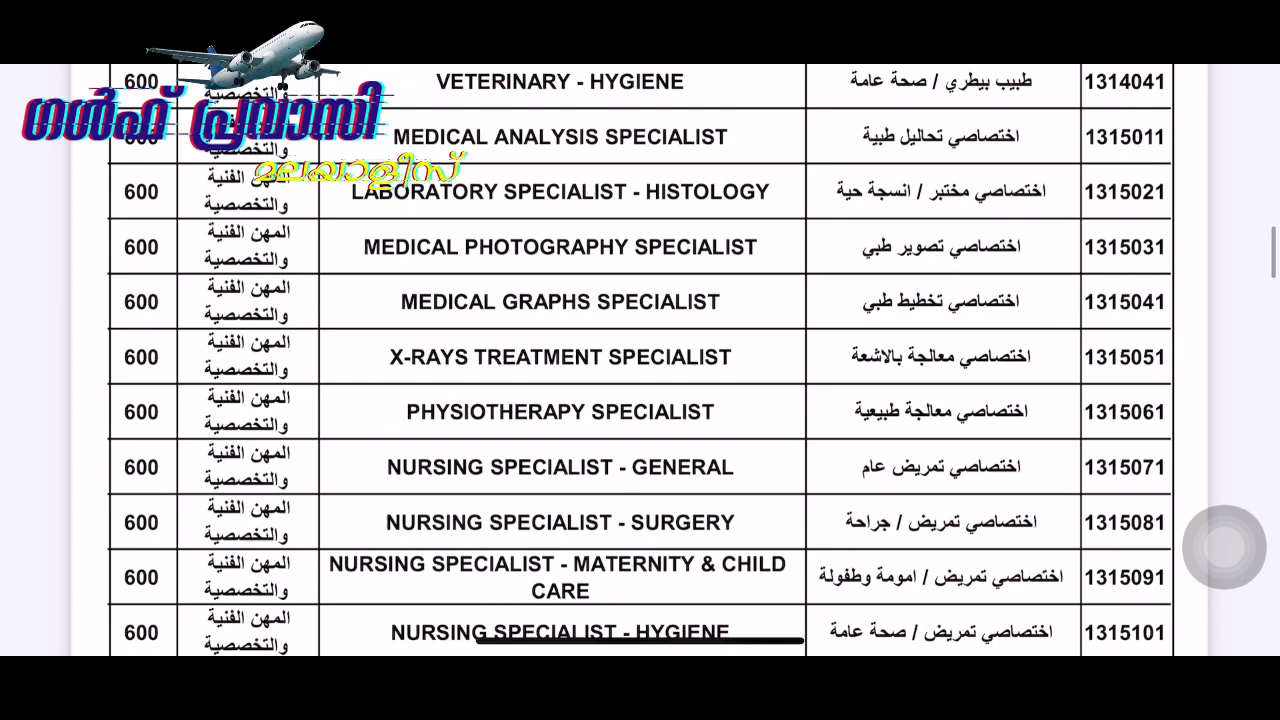 ഗൾഫ് പ്രവാസി
മലയാളീസ്
600 والتخصصية VETERINARY - HYGIENE طبيب بيطري / صحة عامة 1314041
والتخصصية MEDICAL ANALYSIS SPECIALIST اختصاصي تحاليل طبية 1315011
600 المهن الفنية والتخصصية LABORATORY SPECIALIST - HISTOLOGY اختصاصي مختبر / انسجة حية 1315021
600 المهن الفنية والتخصصية MEDICAL PHOTOGRAPHY SPECIALIST اختصاصي تصوير طبي 1315031
600 المهن الفنية والتخصصية MEDICAL GRAPHS SPECIALIST اختصاصي تخطيط طبي 1315041
600 المهن الفنية والتخصصية X-RAYS TREATMENT SPECIALIST اختصاصي معالجة بالاشعة 1315051
600 المهن الفنية والتخصصية PHYSIOTHERAPY SPECIALIST اختصاصي معالجة طبيعية 1315061
600 المهن الفنية والتخصصية NURSING SPECIALIST - GENERAL اختصاصي تمريض عام 1315071
600 المهن الفنية والتخصصية NURSING SPECIALIST - SURGERY اختصاصي تمريض / جراحة 1315081
600 المهن الفنية والتخصصية NURSING SPECIALIST - MATERNITY & CHILD CARE اختصاصي تمريض / امومة وطفولة 1315091
600 المهن الفنية والتخصصية NURSING SPECIALIST - HYGIENE اختصاصي تمريض / صحة عامة 1315101